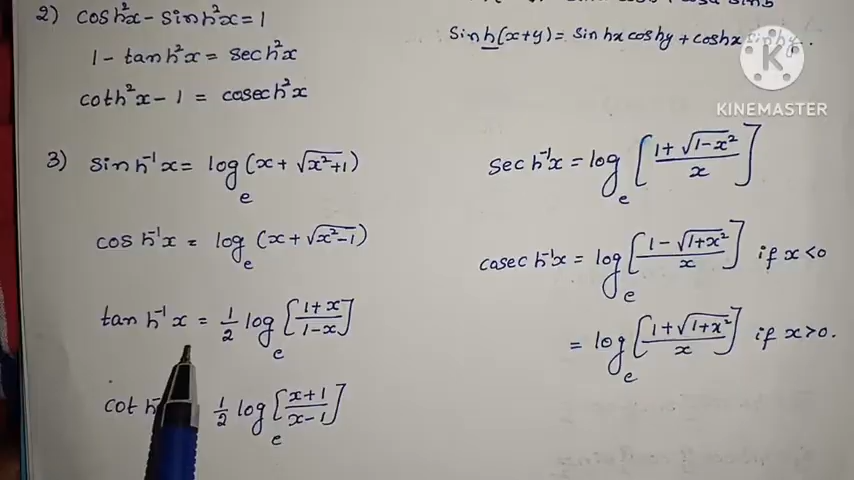 2) cosh²x - sinh²x = 1
1 - tanh²x = sech²x
coth²x - 1 = cosech²x
sinh(x+y) = sinhx coshy + coshx sinhy.
KINEMASTER
3) sinh⁻¹x = logₑ(x + √(x²+1))
cosh⁻¹x = logₑ(x + √(x²-1))
tanh⁻¹x = 1/2 logₑ[(1+x)/(1-x)]
cot 1/2 logₑ[(x+1)/(x-1)]
sech⁻¹x = logₑ[(1+√(1-x²))/x]
cosech⁻¹x = logₑ[(1-√(1+x²))/x] if x<0
= logₑ[(1+√(1+x²))/x] if x>0.